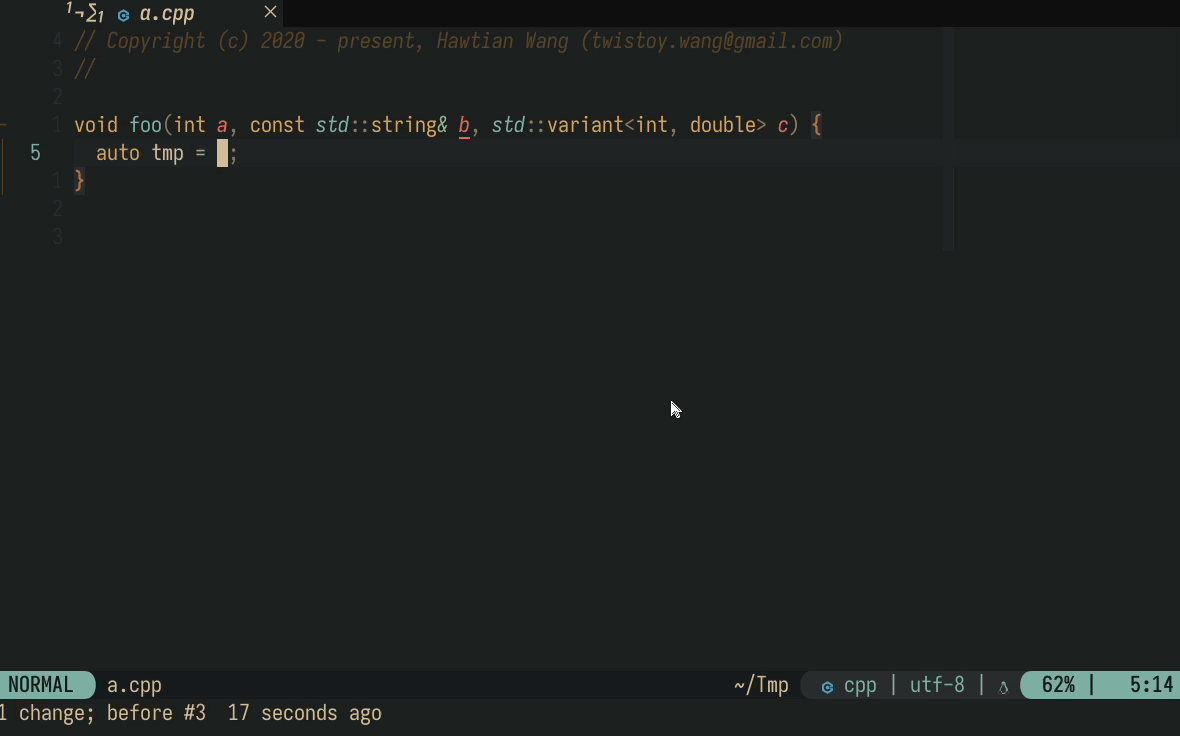 a.cpp ×
4 // Copyright (c) 2020 - present, Hawtian Wang (twistoy.wang@gmail.com)
3 //
2
1 void foo(int a, const std::string& b, std::variant<int, double> c) {
5 auto tmp = ;
1 }
2
3
NORMAL a.cpp ~/Tmp cpp | utf-8 | 62% | 5:14
1 change; before #3 17 seconds ago